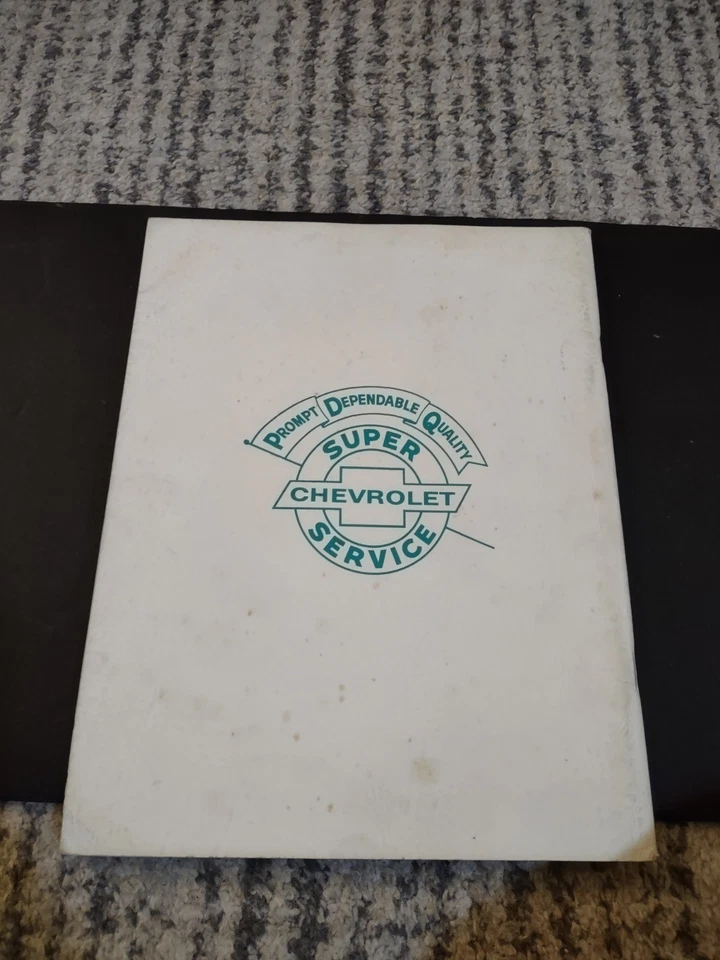 PROMPT DEPENDABLE QUALITY
SUPER
CHEVROLET
SERVICE